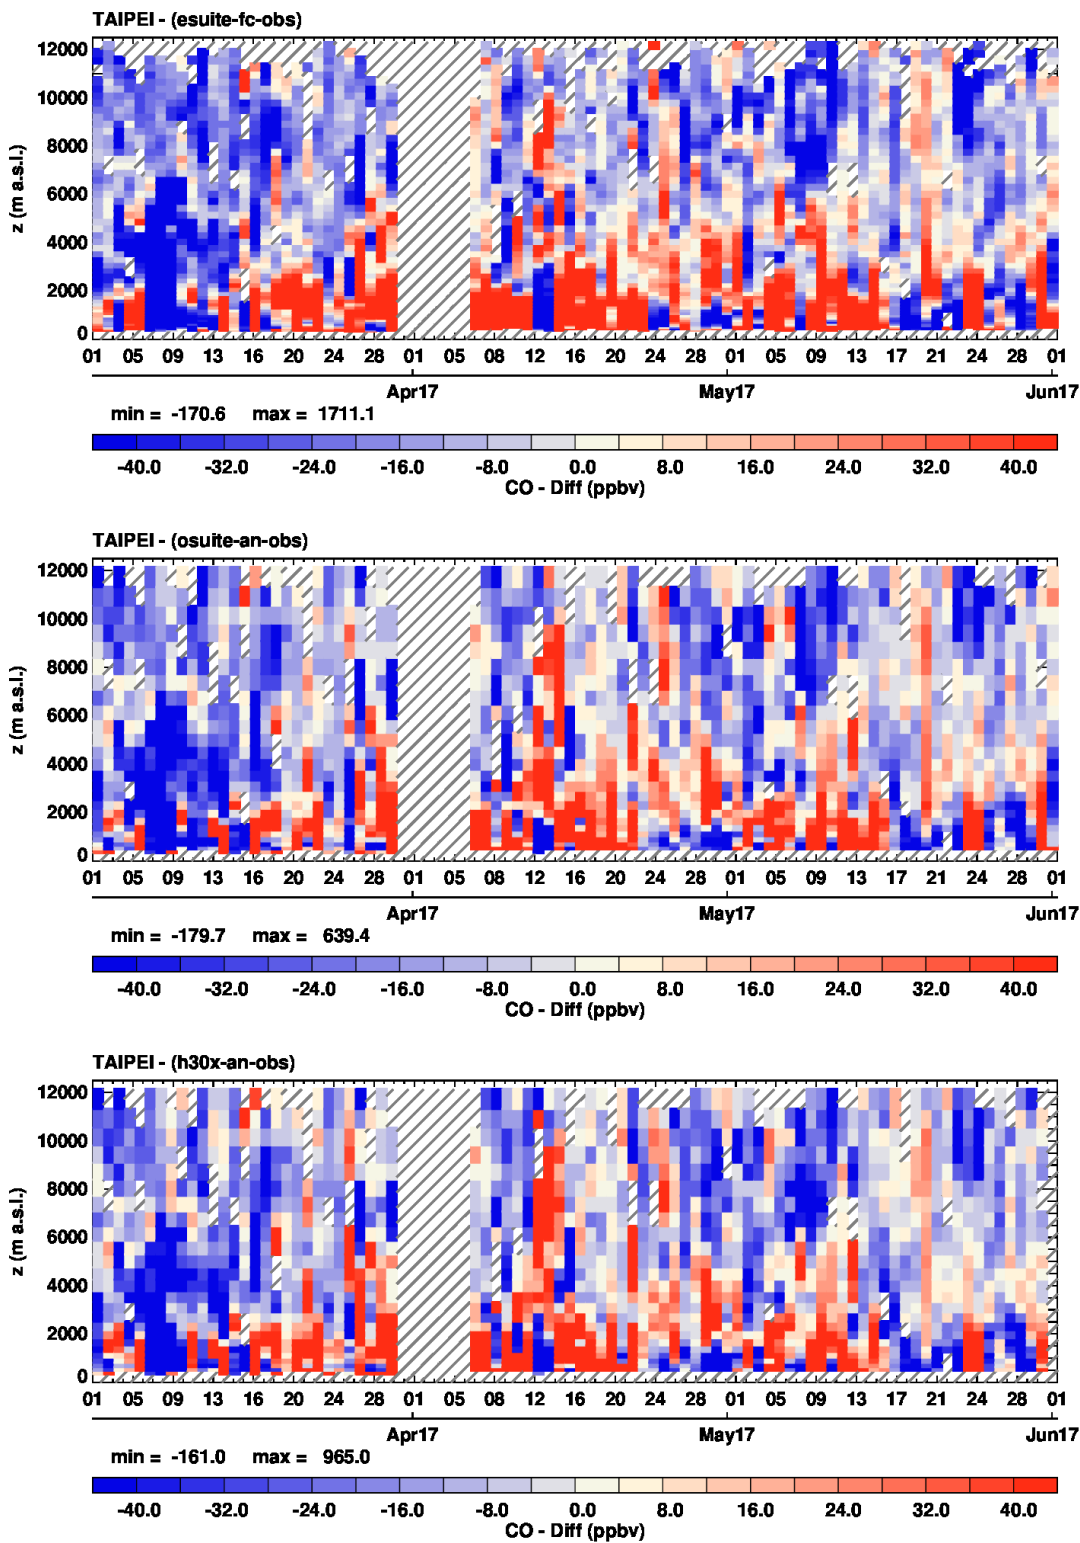 TAIPEI - (esuite-fc-obs)
12000
10000
8000
6000
4000
2000
0
z (m a.s.l.)
01 05 09 13 16 20 24 28 01 05 08 12 16 20 24 28 01 05 09 13 17 21 24 28 01
Apr17 May17 Jun17
min = -170.6 max = 1711.1
-40.0 -32.0 -24.0 -16.0 -8.0 0.0 8.0 16.0 24.0 32.0 40.0
CO - Diff (ppbv)
TAIPEI - (osuite-an-obs)
12000
10000
8000
6000
4000
2000
0
z (m a.s.l.)
01 05 09 13 16 20 24 28 01 05 08 12 16 20 24 28 01 05 09 13 17 21 24 28 01
Apr17 May17 Jun17
min = -179.7 max = 639.4
-40.0 -32.0 -24.0 -16.0 -8.0 0.0 8.0 16.0 24.0 32.0 40.0
CO - Diff (ppbv)
TAIPEI - (h30x-an-obs)
12000
10000
8000
6000
4000
2000
0
z (m a.s.l.)
01 05 09 13 16 20 24 28 01 05 08 12 16 20 24 28 01 05 09 13 17 21 24 28 01
Apr17 May17 Jun17
min = -161.0 max = 965.0
-40.0 -32.0 -24.0 -16.0 -8.0 0.0 8.0 16.0 24.0 32.0 40.0
CO - Diff (ppbv)